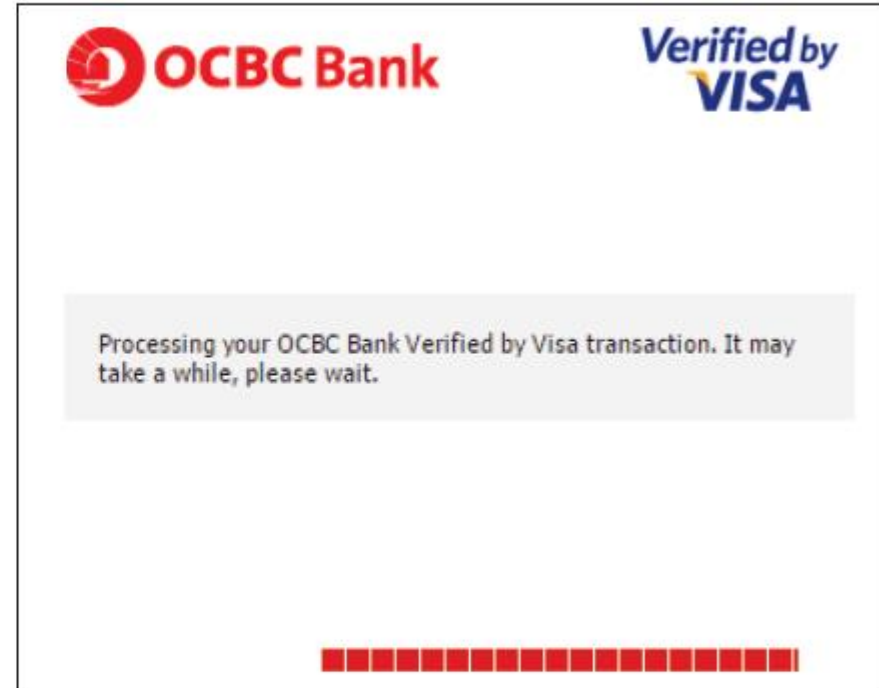 OCBC Bank
Verified by
VISA
Processing your OCBC Bank Verified by Visa transaction. It may
take a while, please wait.